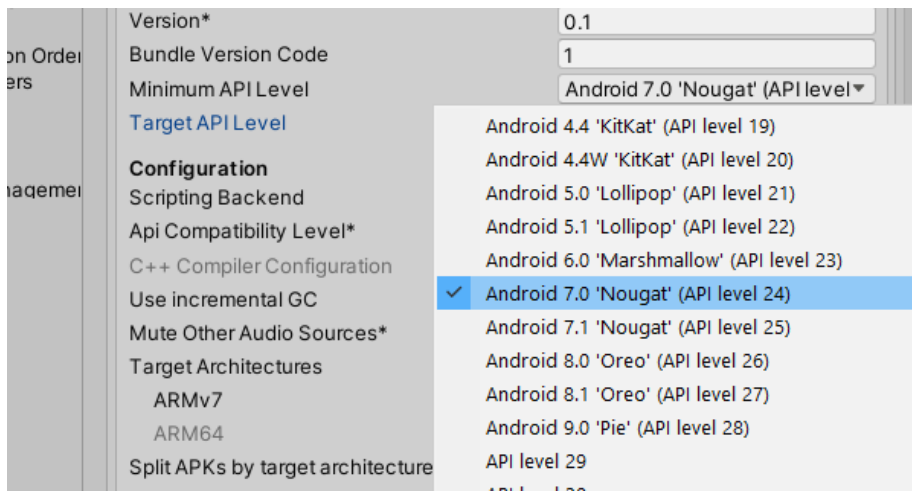 Version*
0.1
on Order
Bundle Version Code
1
ers
Minimum API Level
Android 7.0 'Nougat' (API level
Target API Level
Android 4.4 'KitKat' (API level 19)
Android 4.4W 'KitKat' (API level 20)
Configuration
nagemen
Scripting Backend
Android 5.0 'Lollipop' (API level 21)
Api Compatibility Level*
Android 5.1 'Lollipop' (API level 22)
C++ Compiler Configuration
Android 6.0 'Marshmallow' (API level 23)
Use incremental GC
Android 7.0 'Nougat' (API level 24)
Mute Other Audio Sources*
Android 7.1 'Nougat' (API level 25)
Target Architectures
Android 8.0 'Oreo' (API level 26)
ARMv7
Android 8.1 'Oreo' (API level 27)
ARM64
Android 9.0 'Pie' (API level 28)
Split APKs by target architecture
API level 29